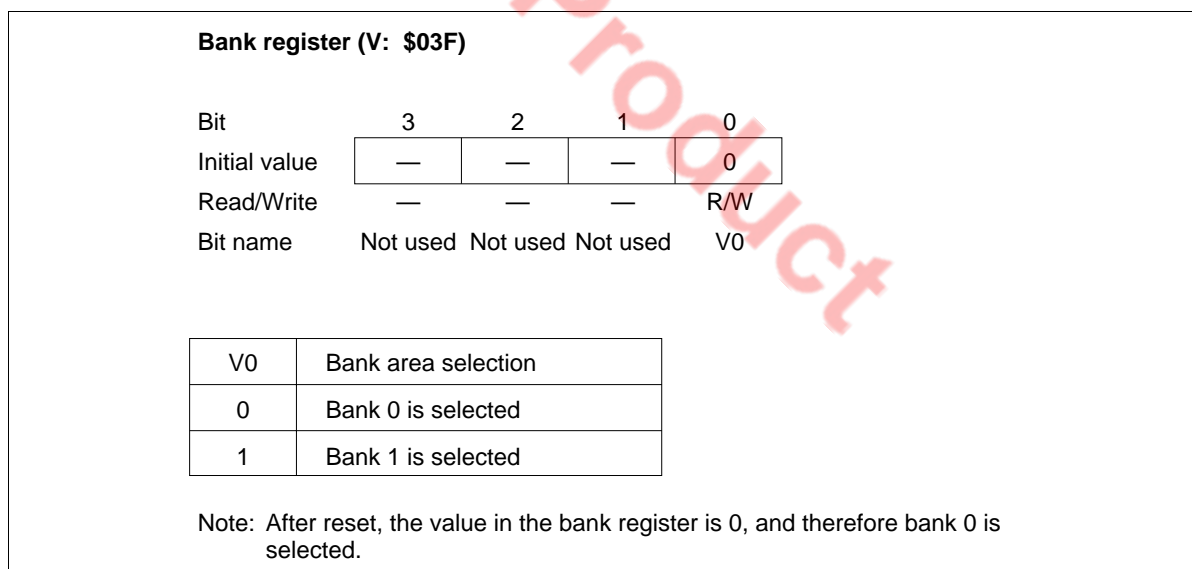 Product
Bank register (V: $03F)
Bit 3 2 1 0
Initial value — — — 0
Read/Write — — — R/W
Bit name Not used Not used Not used V0
V0 Bank area selection
0 Bank 0 is selected
1 Bank 1 is selected
Note: After reset, the value in the bank register is 0, and therefore bank 0 is
selected.